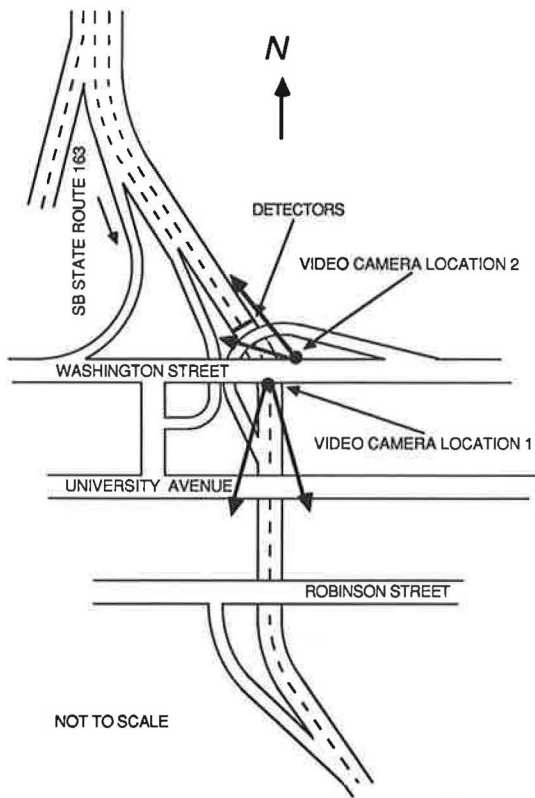 N
SB STATE ROUTE 163
DETECTORS
VIDEO CAMERA LOCATION 2
WASHINGTON STREET
VIDEO CAMERA LOCATION 1
UNIVERSITY AVENUE
ROBINSON STREET
NOT TO SCALE